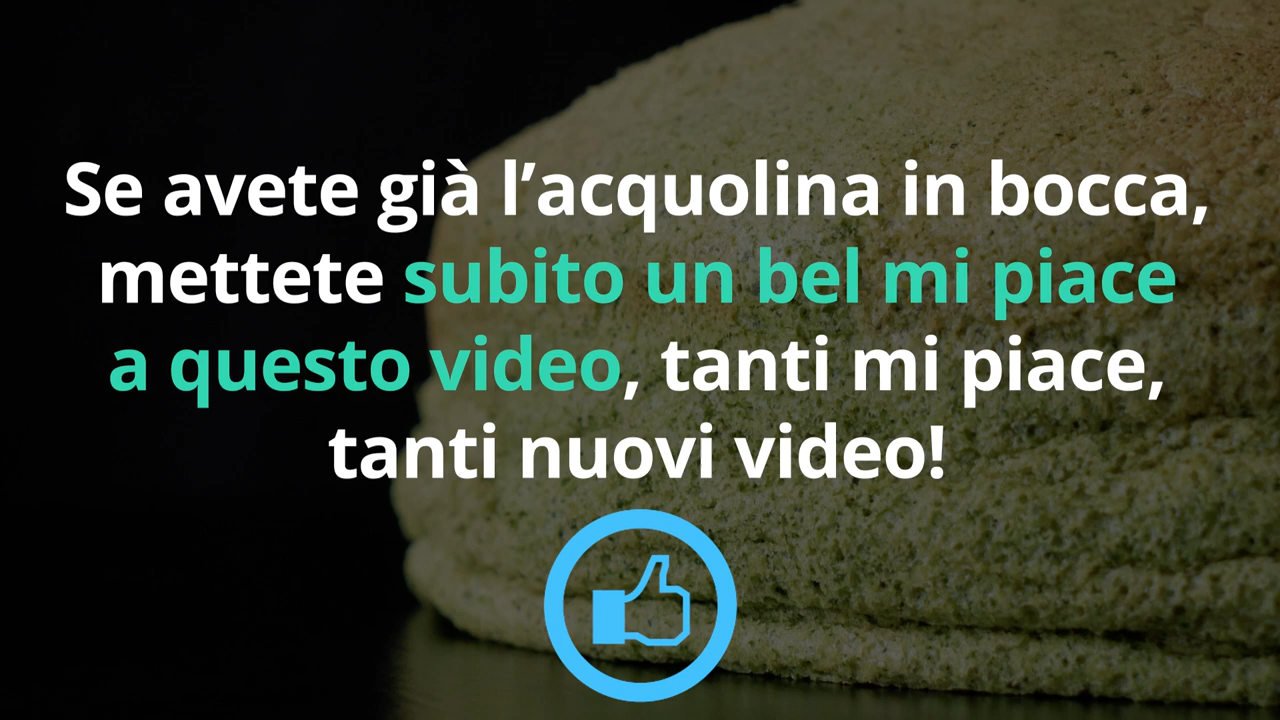 Se avete già l’acquolina in bocca,
mettete subito un bel mi piace
a questo video, tanti mi piace,
tanti nuovi video!